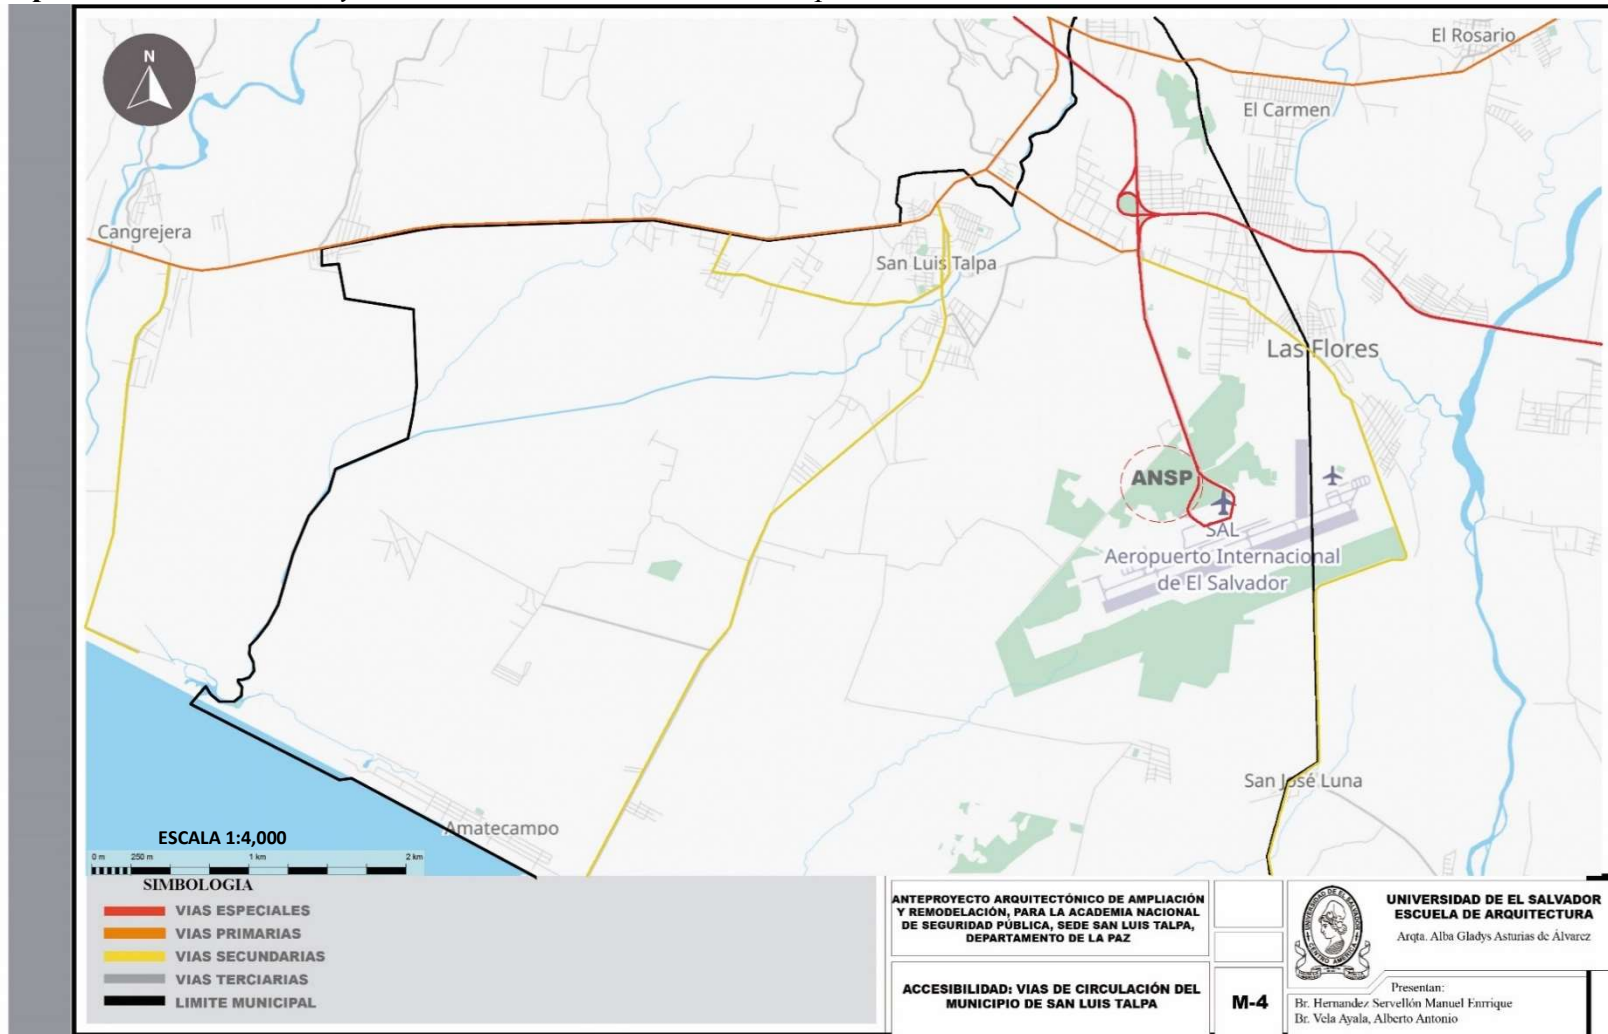 N
El Rosario
El Carmen
Cangrejera
San Luis Talpa
Las Flores
ANSP
SAL
Aeropuerto Internacional
de El Salvador
San José Luna
Amatecampo
ESCALA 1:4,000
0 m 250 m 1 km 2 km
SIMBOLOGIA
VIAS ESPECIALES
VIAS PRIMARIAS
VIAS SECUNDARIAS
VIAS TERCIARIAS
LIMITE MUNICIPAL
ANTEPROYECTO ARQUITECTÓNICO DE AMPLIACIÓN
Y REMODELACIÓN, PARA LA ACADEMIA NACIONAL
DE SEGURIDAD PÚBLICA, SEDE SAN LUIS TALPA,
DEPARTAMENTO DE LA PAZ
ACCESIBILIDAD: VIAS DE CIRCULACIÓN DEL
MUNICIPIO DE SAN LUIS TALPA
M-4
UNIVERSIDAD DE EL SALVADOR
ESCUELA DE ARQUITECTURA
Arqta. Alba Gladys Asturias de Álvarez
Presentan:
Br. Hernandez Servellón Manuel Enrrique
Br. Vela Ayala, Alberto Antonio